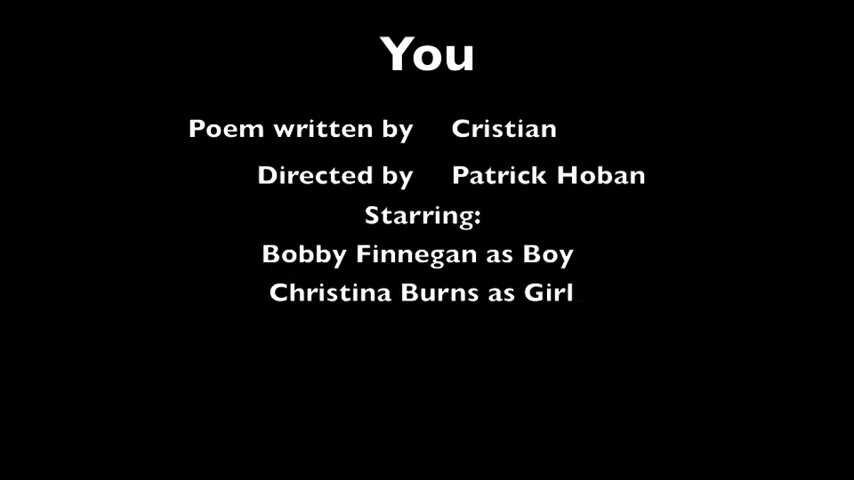 You
Poem written by Cristian
Directed by Patrick Hoban
Starring:
Bobby Finnegan as Boy
Christina Burns as Girl